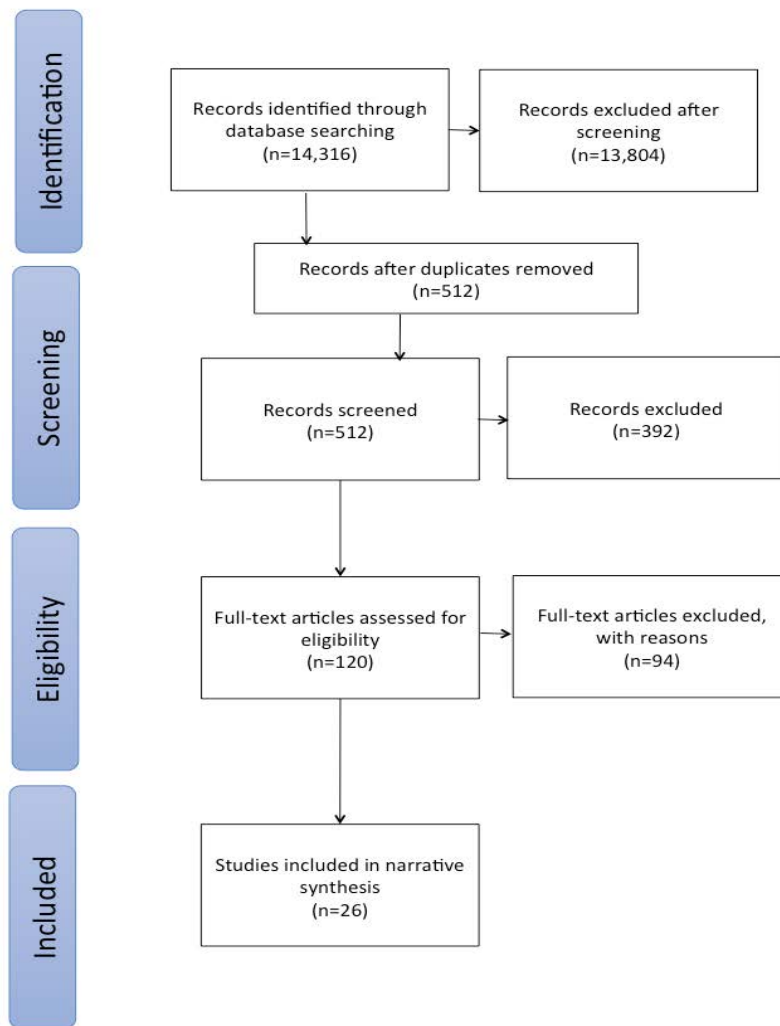 Identification
Records identified through
database searching
(n=14,316)
Records excluded after
screening
(n=13,804)
Records after duplicates removed
(n=512)
Screening
Records screened
(n=512)
Records excluded
(n=392)
Eligibility
Full-text articles assessed for
eligibility
(n=120)
Full-text articles excluded,
with reasons
(n=94)
Included
Studies included in narrative
synthesis
(n=26)